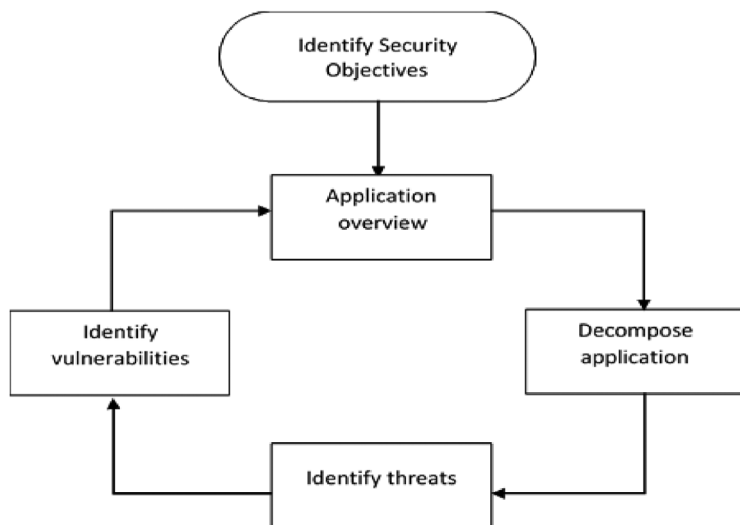 Identify Security
Objectives
Application
overview
Identify
vulnerabilities
Decompose
application
Identify threats